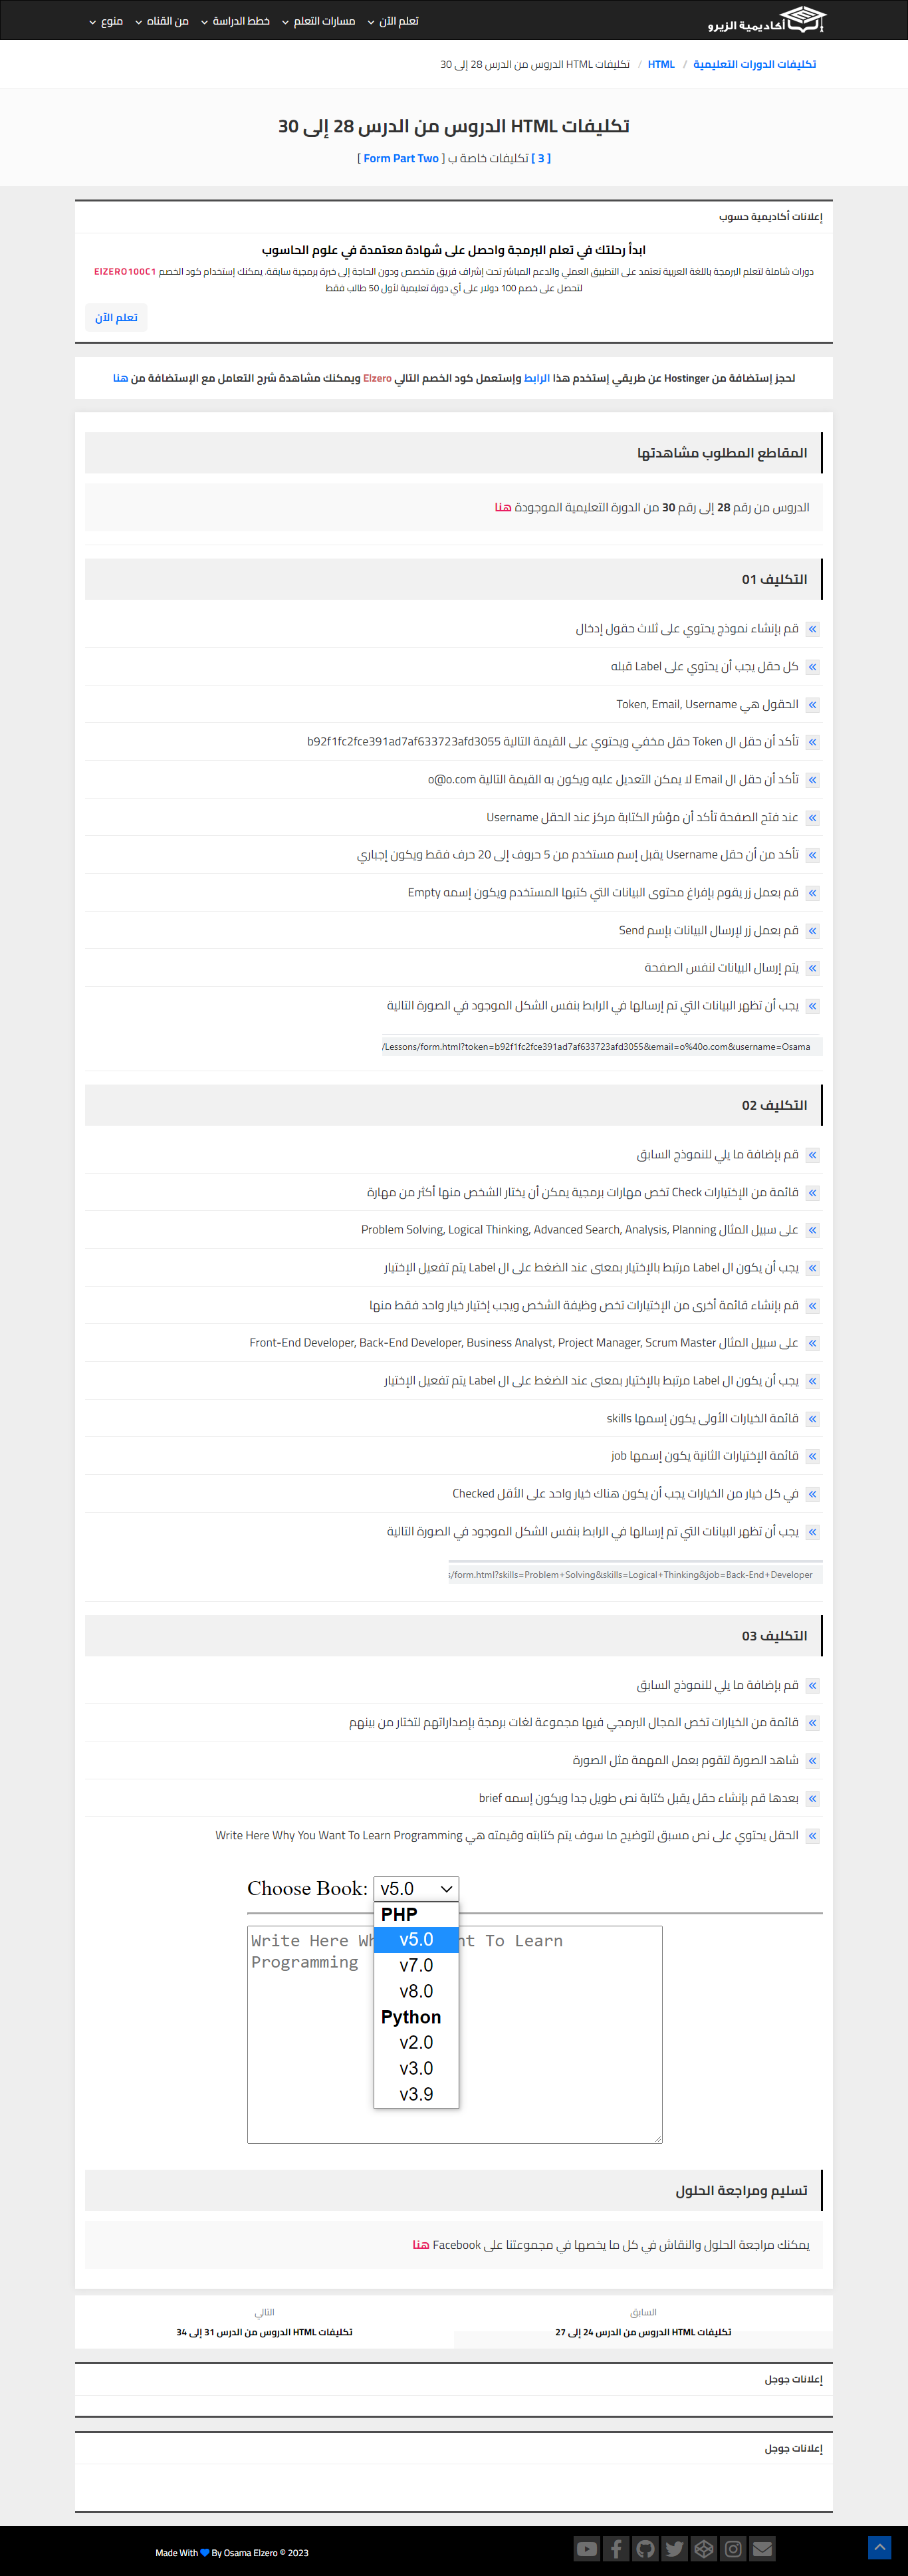 أكاديمية الزيرو
تعلم الآن مسارات التعلم خطط الدراسة من القناه منوع
تكليفات الدورات التعليمية / HTML / تكليفات HTML الدروس من الدرس 28 إلى 30
تكليفات HTML الدروس من الدرس 28 إلى 30
[ 3 ] تكليفات خاصة ب [ Form Part Two ]
إعلانات أكاديمية حسوب
ابدأ رحلتك في تعلم البرمجة واحصل على شهادة معتمدة في علوم الحاسوب
دورات شاملة لتعلم البرمجة باللغة العربية تعتمد على التطبيق العملي والدعم المباشر تحت إشراف فريق متخصص ودون الحاجة إلى خبرة برمجية سابقة. يمكنك إستخدام كود الخصم ElZERO100C1
لتحصل على خصم 100 دولار على أي دورة تعليمية لأول 50 طالب فقط
تعلم الآن
لحجز إستضافة من Hostinger عن طريقي إستخدم هذا الرابط وإستعمل كود الخصم التالي Elzero ويمكنك مشاهدة شرح التعامل مع الإستضافة من هنا
المقاطع المطلوب مشاهدتها
الدروس من رقم 28 إلى رقم 30 من الدورة التعليمية الموجودة هنا
التكليف 01
قم بإنشاء نموذج يحتوي على ثلاث حقول إدخال
كل حقل يجب أن يحتوي على Label قبله
الحقول هي Token, Email, Username
تأكد أن حقل ال Token حقل مخفي ويحتوي على القيمة التالية b92f1fc2fce391ad7af633723afd3055
تأكد أن حقل ال Email لا يمكن التعديل عليه ويكون به القيمة التالية o@o.com
عند فتح الصفحة تأكد أن مؤشر الكتابة مركز عند الحقل Username
تأكد من أن حقل Username يقبل إسم مستخدم من 5 حروف إلى 20 حرف فقط ويكون إجباري
قم بعمل زر يقوم بإفراغ محتوى البيانات التي كتبها المستخدم ويكون إسمه Empty
قم بعمل زر لإرسال البيانات بإسم Send
يتم إرسال البيانات لنفس الصفحة
يجب أن تظهر البيانات التي تم إرسالها في الرابط بنفس الشكل الموجود في الصورة التالية
/Lessons/form.html?token=b92f1fc2fce391ad7af633723afd3055&email=o%40o.com&username=Osama
التكليف 02
قم بإضافة ما يلي للنموذج السابق
قائمة من الإختيارات Check تخص مهارات برمجية يمكن أن يختار الشخص منها أكثر من مهارة
على سبيل المثال Problem Solving, Logical Thinking, Advanced Search, Analysis, Planning
يجب أن يكون ال Label مرتبط بالإختيار بمعنى عند الضغط على ال Label يتم تفعيل الإختيار
قم بإنشاء قائمة أخرى من الإختيارات تخص وظيفة الشخص ويجب إختيار خيار واحد فقط منها
على سبيل المثال Front-End Developer, Back-End Developer, Business Analyst, Project Manager, Scrum Master
يجب أن يكون ال Label مرتبط بالإختيار بمعنى عند الضغط على ال Label يتم تفعيل الإختيار
قائمة الخيارات الأولى يكون إسمها skills
قائمة الإختيارات الثانية يكون إسمها job
في كل خيار من الخيارات يجب أن يكون هناك خيار واحد على الأقل Checked
يجب أن تظهر البيانات التي تم إرسالها في الرابط بنفس الشكل الموجود في الصورة التالية
s/form.html?skills=Problem+Solving&skills=Logical+Thinking&job=Back-End+Developer
التكليف 03
قم بإضافة ما يلي للنموذج السابق
قائمة من الخيارات تخص المجال البرمجي فيها مجموعة لغات برمجة بإصداراتهم لتختار من بينهم
شاهد الصورة لتقوم بعمل المهمة مثل الصورة
بعدها قم بإنشاء حقل يقبل كتابة نص طويل جدا ويكون إسمه brief
الحقل يحتوي على نص مسبق لتوضيح ما سوف يتم كتابته وقيمته هي Write Here Why You Want To Learn Programming
Choose Book: v5.0
PHP
Write Here Wh nt To Learn
v5.0
Programming
v7.0
v8.0
Python
v2.0
v3.0
v3.9
تسليم ومراجعة الحلول
يمكنك مراجعة الحلول والنقاش في كل ما يخصها في مجموعتنا على Facebook هنا
السابق
تكليفات HTML الدروس من الدرس 24 إلى 27
التالي
تكليفات HTML الدروس من الدرس 31 إلى 34
إعلانات جوجل
إعلانات جوجل
Made With By Osama Elzero © 2023